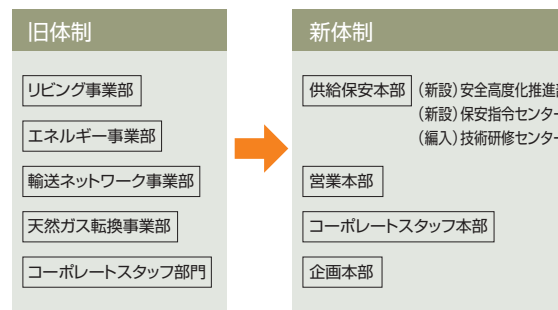 旧体制
リビング事業部
エネルギー事業部
輸送ネットワーク事業部
天然ガス転換事業部
コーポレートスタッフ部門
新体制
供給保安本部 (新設)安全高度化推進
(新設)保安指令センター
(編入)技術研修センター
営業本部
コーポレートスタッフ本部
企画本部